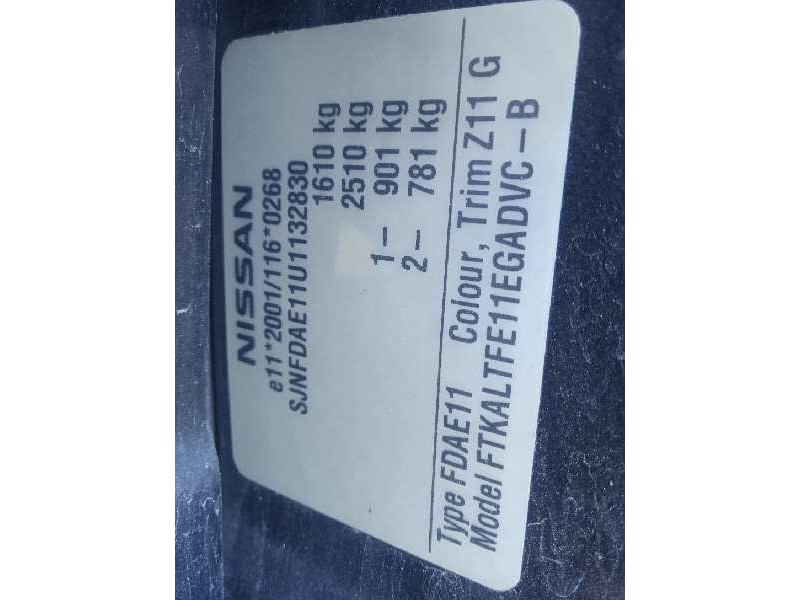 NISSAN
e11*2001/116*0268
SJNFDAE11U1132830
1610 kg
2510 kg
1– 901 kg
2– 781 kg
Type FDAE11 Colour, Trim Z11 G
Model FTKALTFE11EGADVC–B